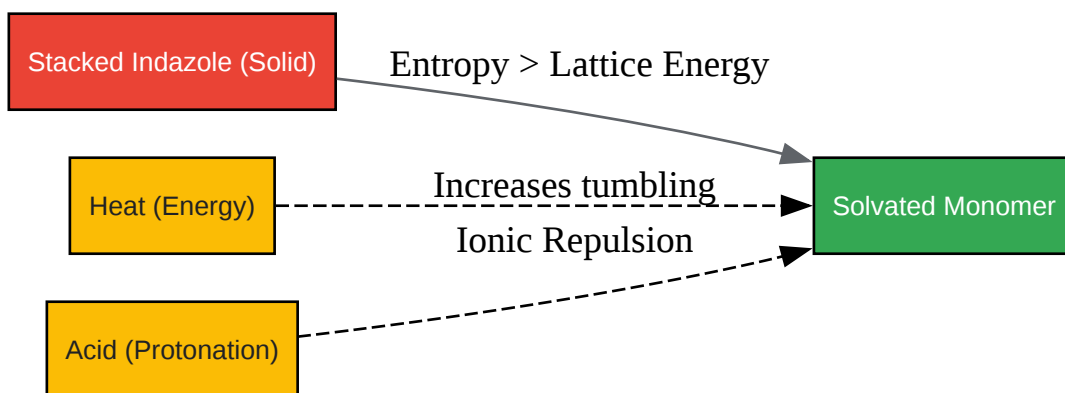 Stacked Indazole (Solid)
Entropy > Lattice Energy
Heat (Energy)
Increases tumbling
Solvated Monomer
Ionic Repulsion
Acid (Protonation)